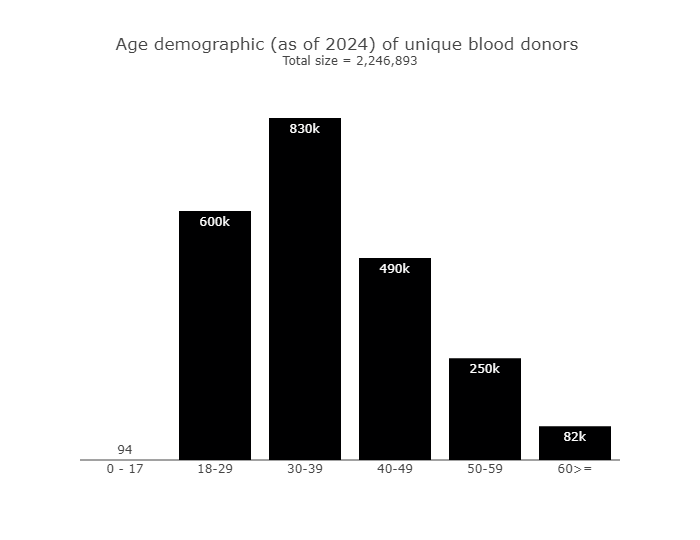 Age demographic (as of 2024) of unique blood donors
Total size = 2,246,893
830k
600k
490k
250k
82k
94
0 - 17 18-29 30-39 40-49 50-59 60>=